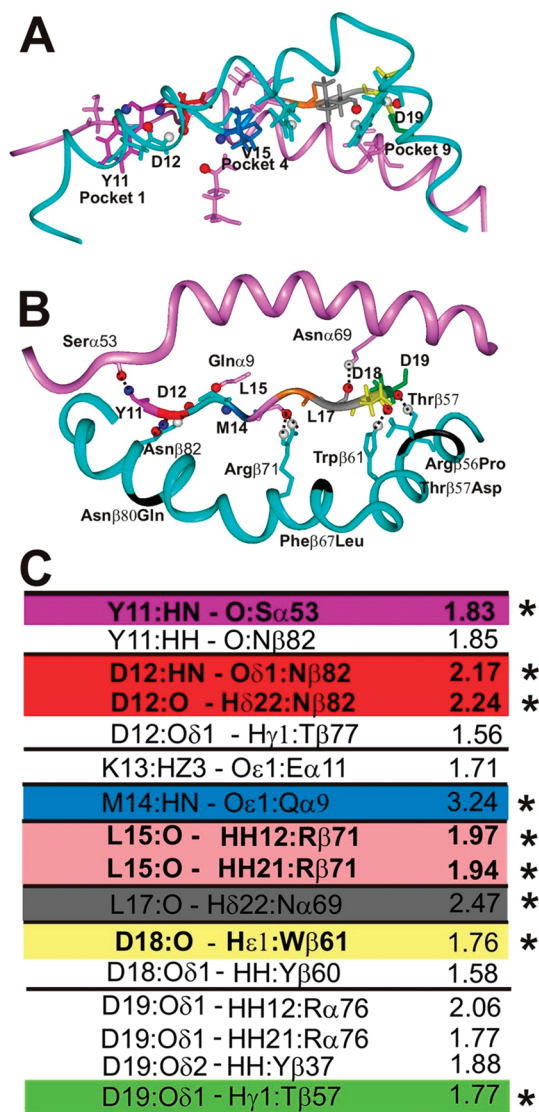 A
D19
D12
V15
Pocket 4
Pocket 9
Y11
Pocket 1
B
Asnα69
Serα53
Glnα9
D18
D19
D12
L15
Thrβ57
Y11
L17
M14
Asnβ82
Argβ71
Trpβ61
Argβ56Pro
Thrβ57Asp
Asnβ80Gln
Pheβ67Leu
C
Y11:HN - O:Sα53 1.83 *
Y11:HH - O:Nβ82 1.85
D12:HN - Oδ1:Nβ82 2.17 *
D12:O - Hδ22:Nβ82 2.24 *
D12:Oδ1 - Hγ1:Tβ77 1.56
K13:HZ3 - Oε1:Eα11 1.71
M14:HN - Oε1:Qα9 3.24 *
L15:O - HH12:Rβ71 1.97 *
L15:O - HH21:Rβ71 1.94 *
L17:O - Hδ22:Nα69 2.47 *
D18:O - Hε1:Wβ61 1.76 *
D18:Oδ1 - HH:Yβ60 1.58
D19:Oδ1 - HH12:Rα76 2.06
D19:Oδ1 - HH21:Rα76 1.77
D19:Oδ2 - HH:Yβ37 1.88
D19:Oδ1 - Hγ1:Tβ57 1.77 *